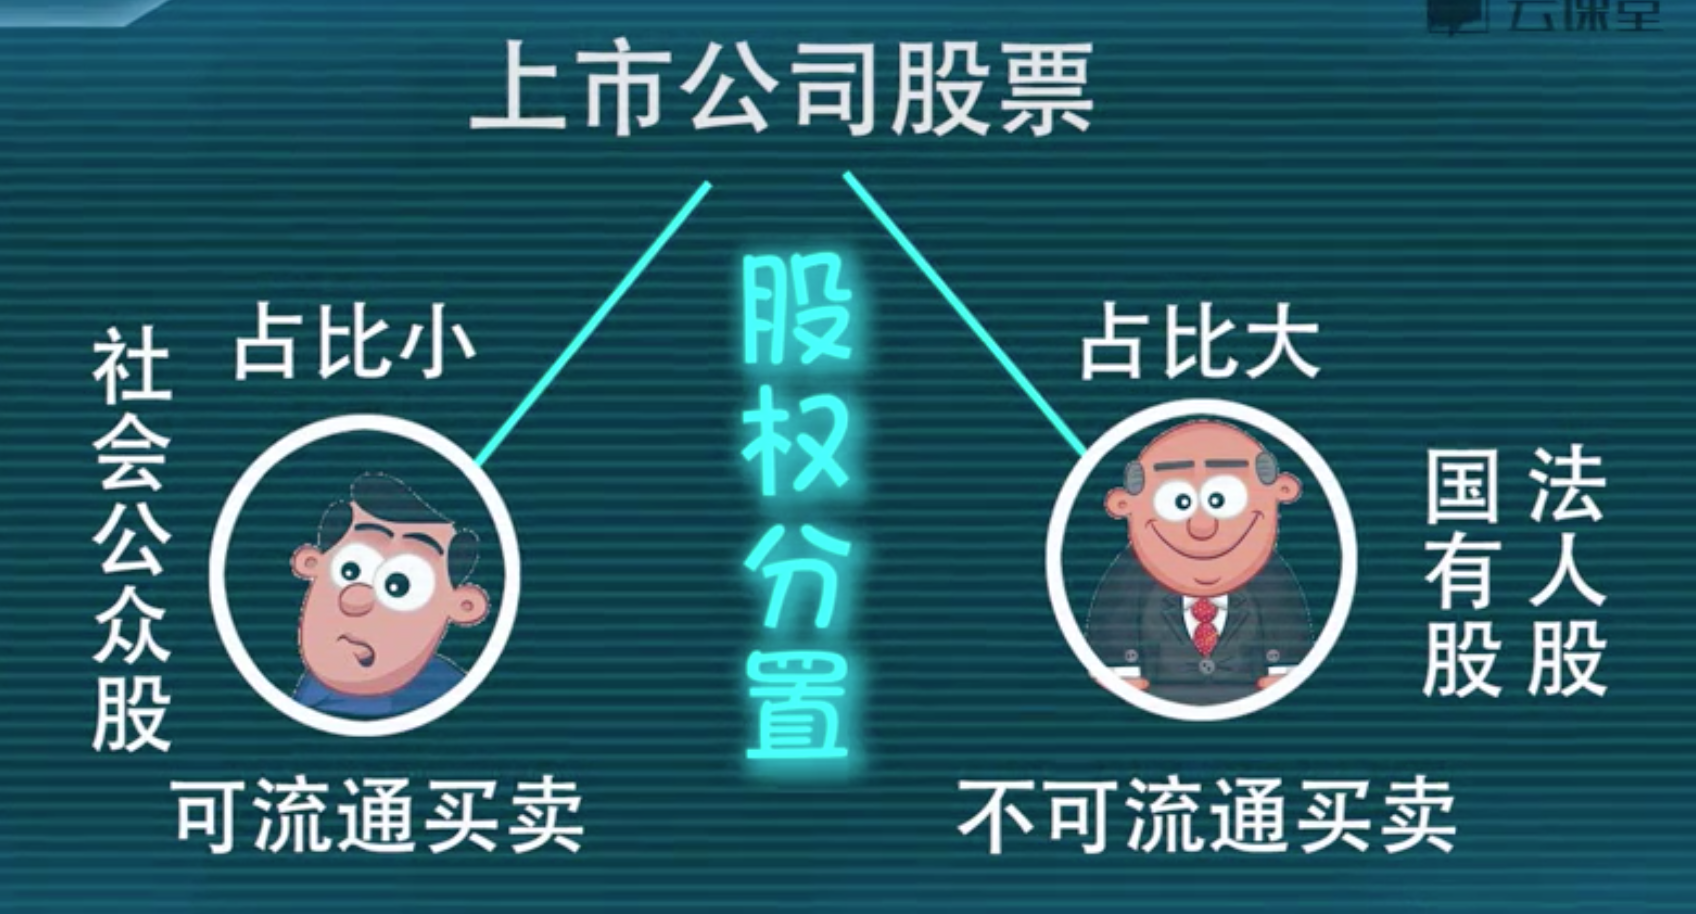 云课堂
上市公司股票
占比小
社会公众股
可流通买卖
股权分置
占比大
国有股
法人股
不可流通买卖